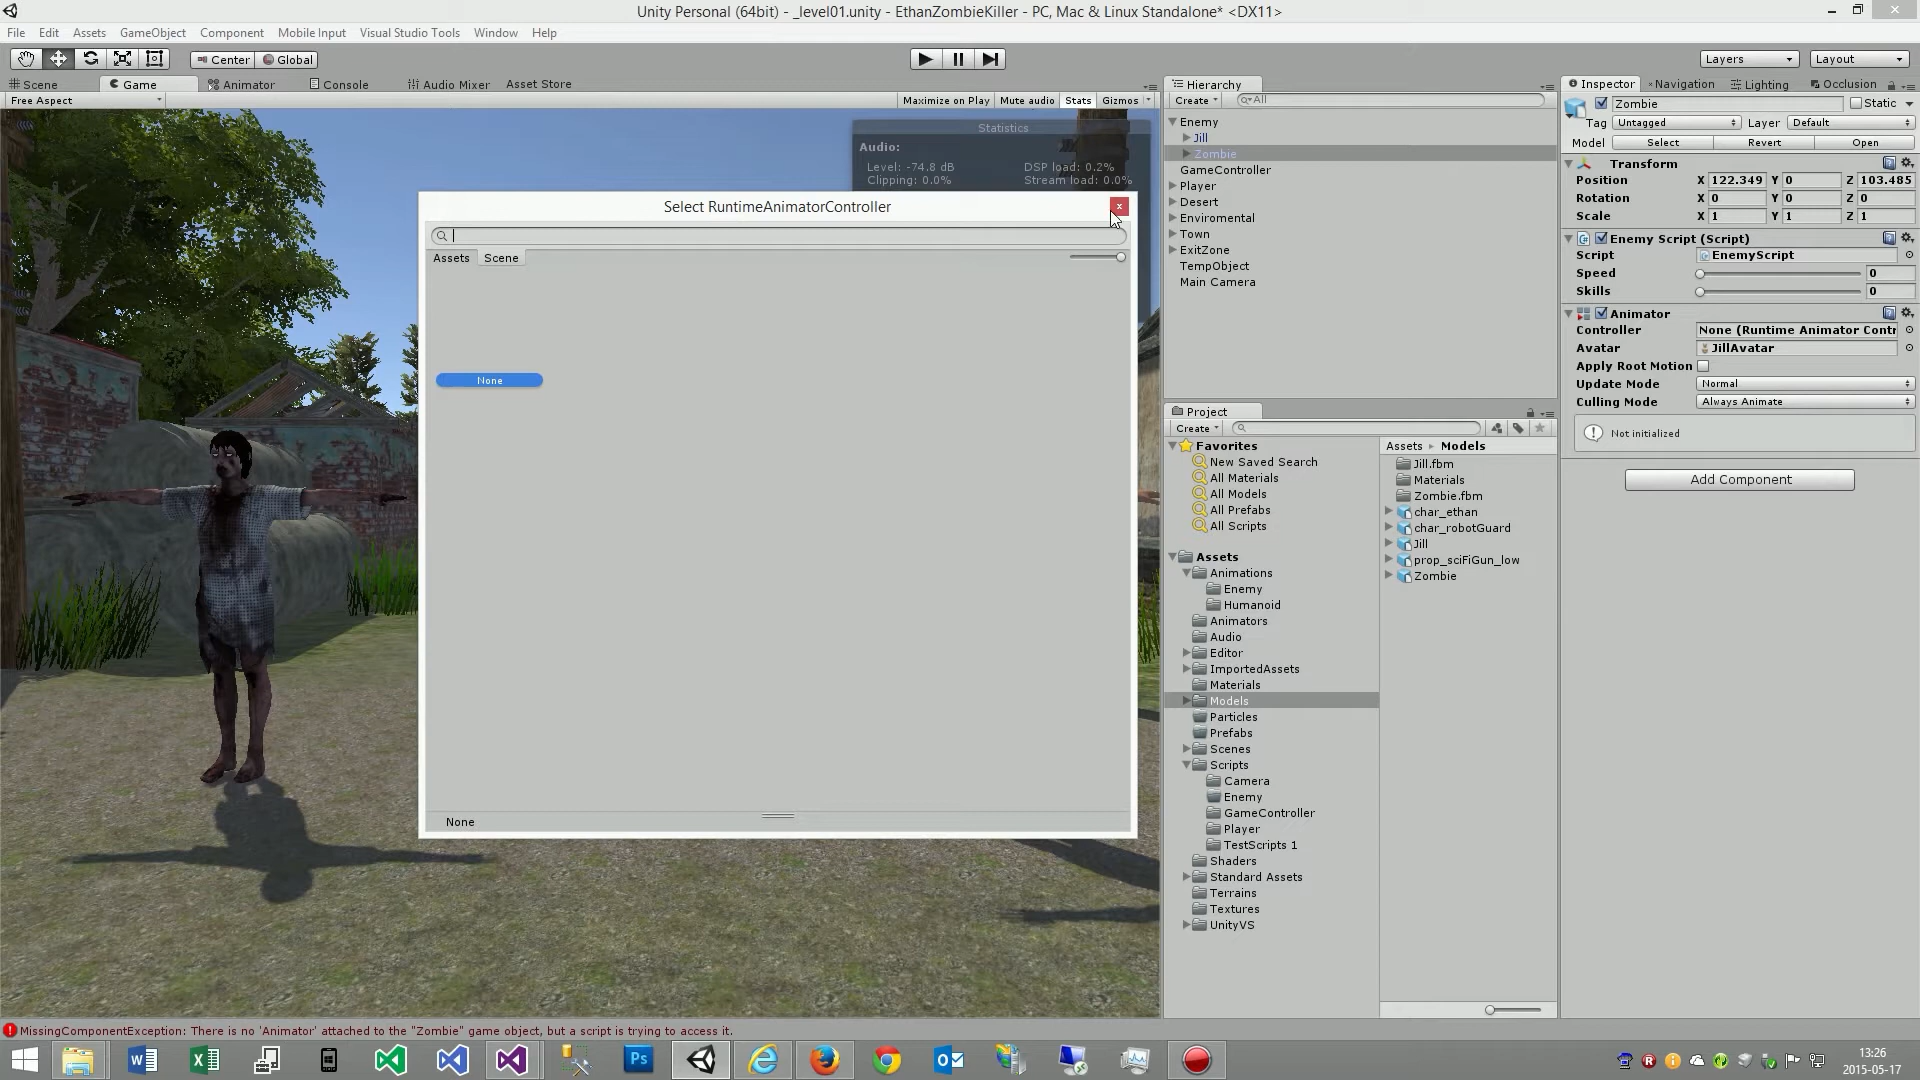 Unity Personal (64bit) - _level01.unity - EthanZombieKiller - PC, Mac & Linux Standalone* <DX11>
File Edit Assets GameObject Component Mobile Input Visual Studio Tools Window Help
Center Global Layers Layout
Scene Game Animator Console Audio Mixer Asset Store
Free Aspect Maximize on Play Mute audio Stats Gizmos
Statistics
Audio:
Level: -74.8 dB DSP load: 0.2%
Clipping: 0.0% Stream load: 0.0%
Select RuntimeAnimatorController
Assets Scene
None
None
Hierarchy
Create All
Enemy
Jill
Zombie
GameController
Player
Desert
Enviromental
Town
ExitZone
TempObject
Main Camera
Project
Create
Favorites
New Saved Search
All Materials
All Models
All Prefabs
All Scripts
Assets
Animations
Enemy
Humanoid
Animators
Audio
Editor
ImportedAssets
Materials
Models
Particles
Prefabs
Scenes
Scripts
Camera
Enemy
GameController
Player
TestScripts 1
Shaders
Standard Assets
Terrains
Textures
UnityVS
Assets Models
Jill.fbm
Materials
Zombie.fbm
char_ethan
char_robotGuard
Jill
prop_sciFiGun_low
Zombie
Inspector Navigation Lighting Occlusion
Zombie Static
Tag Untagged Layer Default
Model Select Revert Open
Transform
Position X 122.349 Y 0 Z 103.485
Rotation X 0 Y 0 Z 0
Scale X 1 Y 1 Z 1
Enemy Script (Script)
Script EnemyScript
Speed 0
Skills 0
Animator
Controller None (Runtime Animator Contr
Avatar JillAvatar
Apply Root Motion
Update Mode Normal
Culling Mode Always Animate
Not initialized
Add Component
MissingComponentException: There is no 'Animator' attached to the "Zombie" game object, but a script is trying to access it.
Ps
13:26
2015-05-17